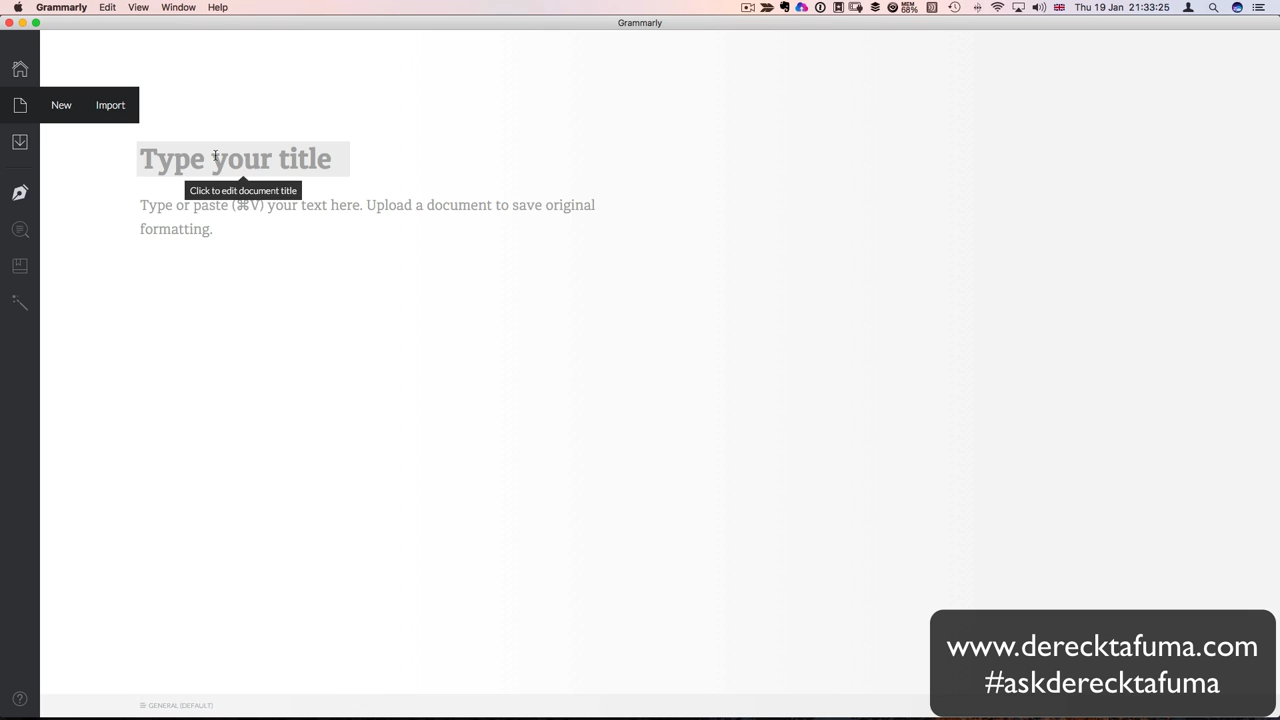 Grammarly Edit View Window Help
MEM 68% Thu 19 Jan 21:33:25
Grammarly
New Import
Type your title
Click to edit document title
Type or paste (⌘V) your text here. Upload a document to save original
formatting.
GENERAL (DEFAULT)
www.derecktafuma.com
#askderecktafuma